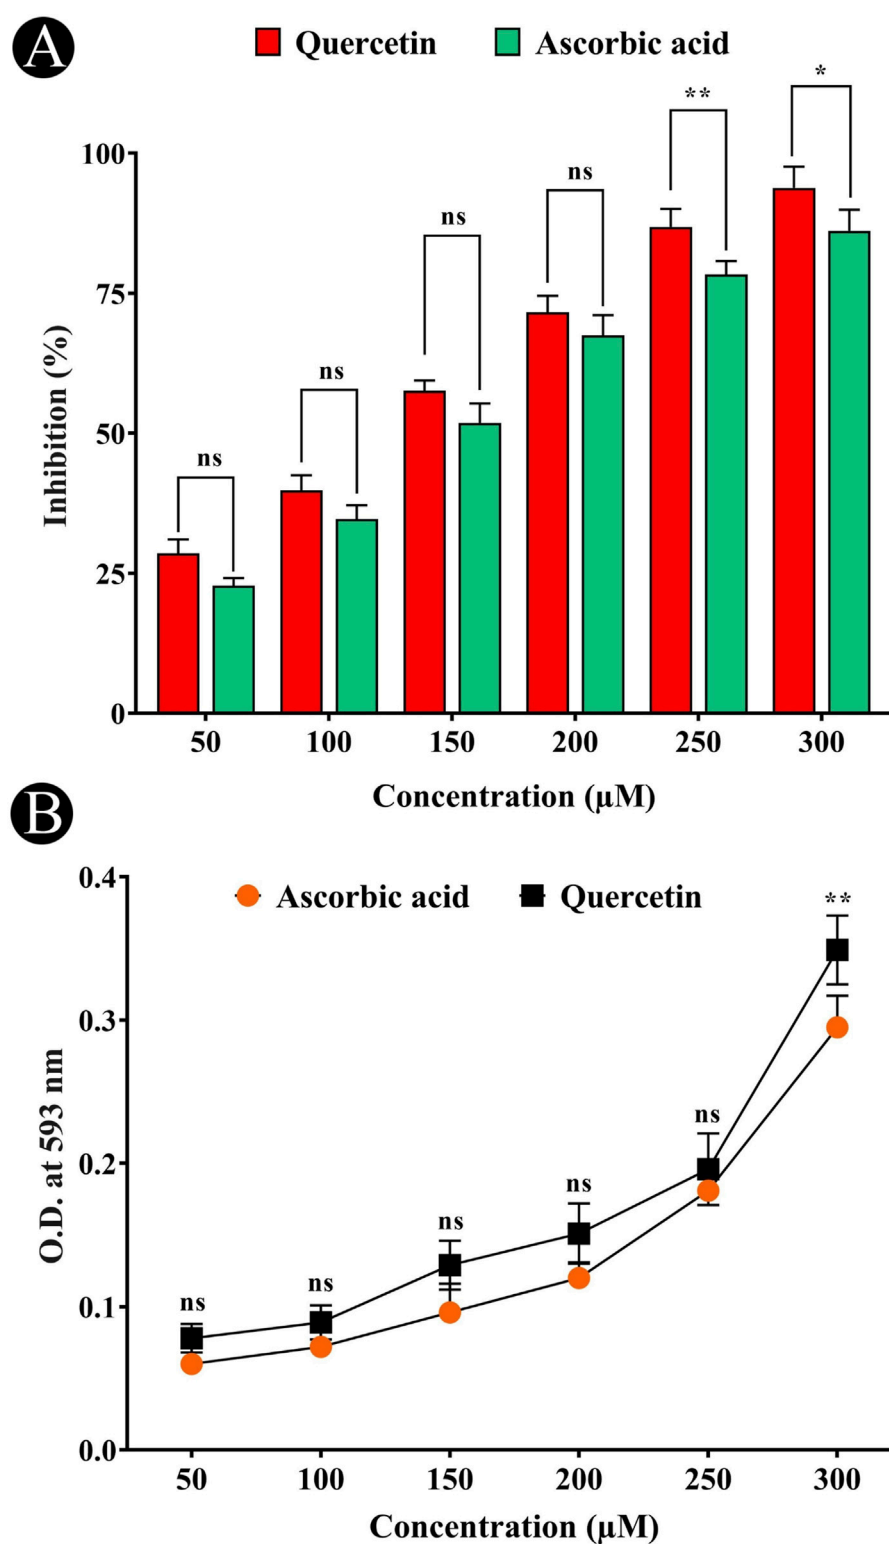 A
Quercetin Ascorbic acid
*
**
100
ns
ns
75
ns
50
ns
25
0
Inhibition (%)
50 100 150 200 250 300
Concentration (µM)
B
0.4
Ascorbic acid Quercetin
**
0.3
0.2
ns
ns
ns
0.1
ns
ns
0.0
O.D. at 593 nm
50 100 150 200 250 300
Concentration (µM)